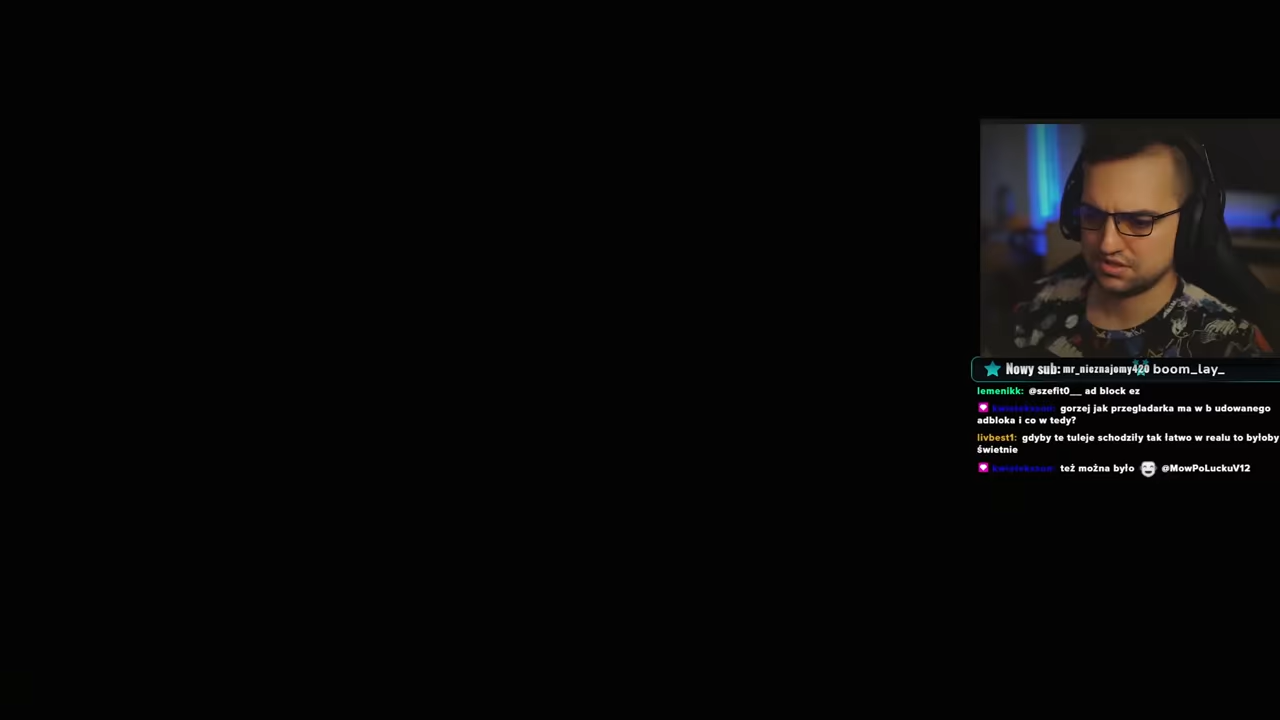 Nowy sub: mr_nieznajomy420 boom_lay_
lemenikk: @szefit0__ ad block ez
gorzej jak przegladarka ma w b udowanego
adbloka i co w tedy?
livbest1: gdyby te tuleje schodziły tak łatwo w realu to byłoby
świetnie
też można było @MowPoLuckuV12